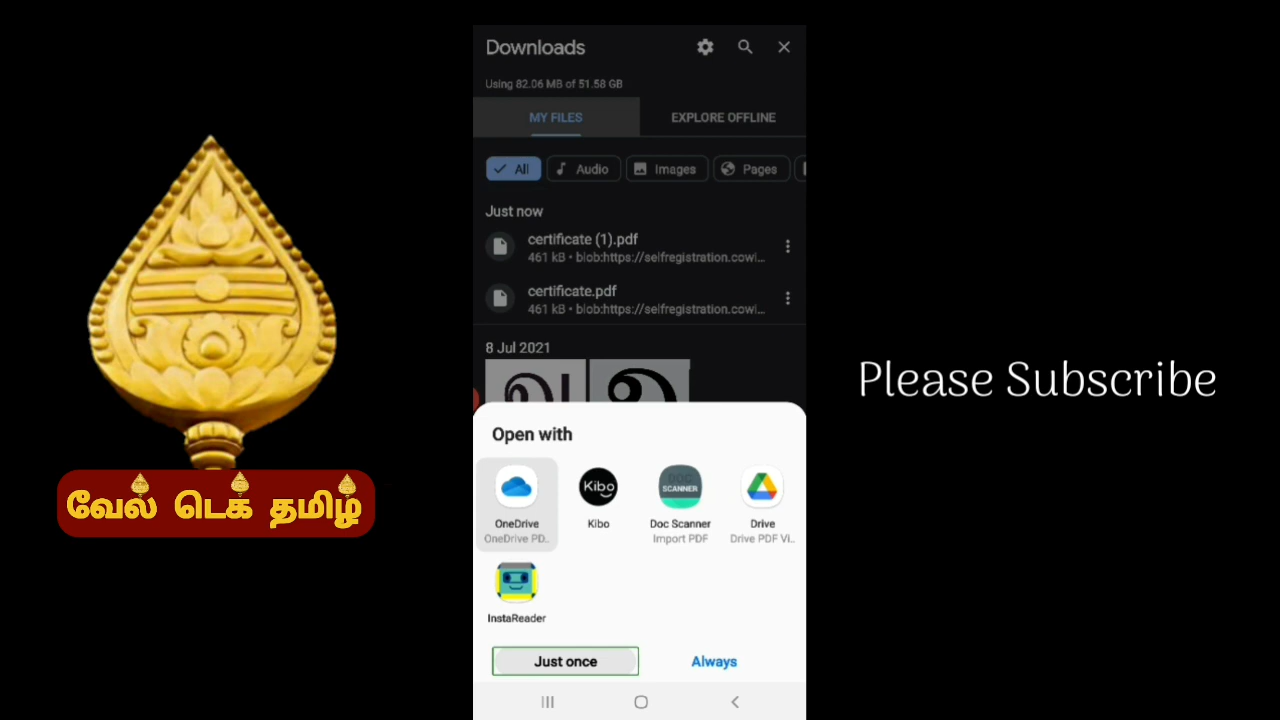 Downloads
Using 82.06 MB of 51.58 GB
MY FILES
EXPLORE OFFLINE
All
Audio
Images
Pages
Just now
certificate (1).pdf
461 kB • blob:https://selfregistration.cowi...
certificate.pdf
461 kB • blob:https://selfregistration.cowi...
8 Jul 2021
Open with
OneDrive
OneDrive PD..
Kibo
Kibo
DOC SCANNER
Doc Scanner
Import PDF
Drive
Drive PDF Vi..
InstaReader
Just once
Always
வேல் டெக் தமிழ்
Please Subscribe